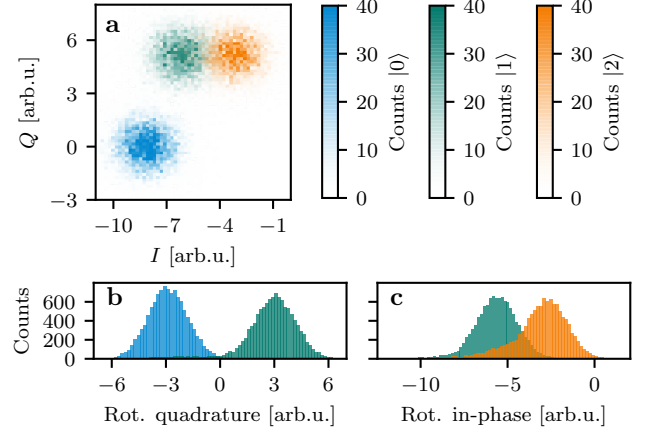 a
6
3
0
−3
Q [arb.u.]
−10 −7 −4 −1
I [arb.u.]
40
30
20
10
0
Counts |0⟩
40
30
20
10
0
Counts |1⟩
40
30
20
10
0
Counts |2⟩
b
600
400
200
0
Counts
−6 −3 0 3 6
Rot. quadrature [arb.u.]
c
−10 −5 0
Rot. in-phase [arb.u.]